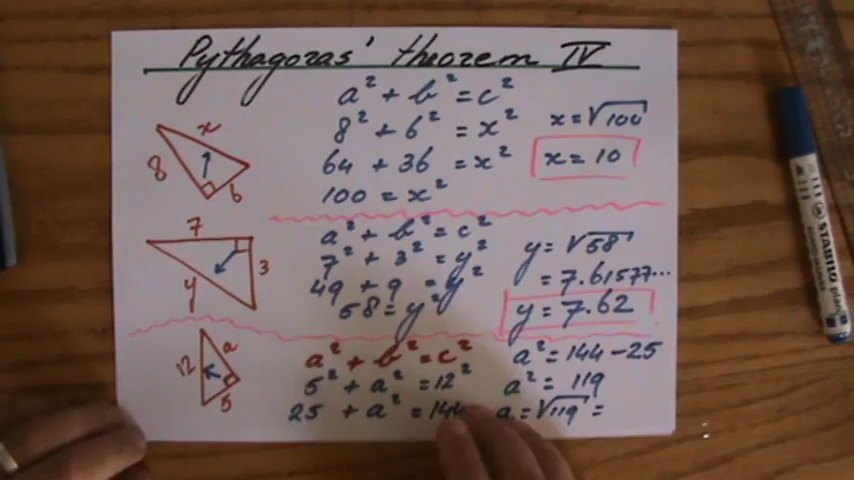 Pythagoras' theorem IV
a² + b² = c²
8² + 6² = x²
64 + 36 = x²
100 = x²
x = √100
x = 10
x
8
6
a² + b² = c²
7² + 3² = y²
49 + 9 = y²
58 = y²
y = √58
= 7.61577...
y = 7.62
7
3
y
a² + b² = c²
5² + a² = 12²
25 + a² = 144
a² = 144 - 25
a² = 119
a = √119 =
12
a
5
STABILO